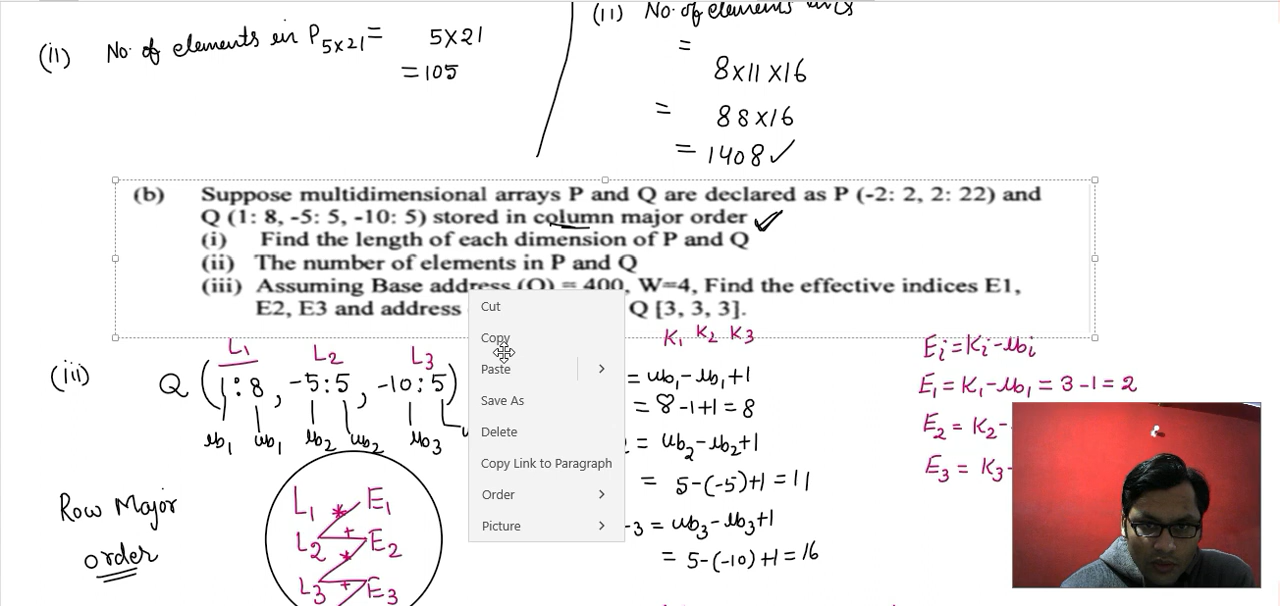 (ii) No. of elements in P5x21 = 5x21
= 105
(ii) No. of elements in
=
8x11x16
= 88x16
= 1408 ✓
(b) Suppose multidimensional arrays P and Q are declared as P (-2: 2, 2: 22) and
Q (1: 8, -5: 5, -10: 5) stored in column major order ✓
(i) Find the length of each dimension of P and Q
(ii) The number of elements in P and Q
(iii) Assuming Base address (Q) = 400, W=4, Find the effective indices E1,
E2, E3 and address Q [3, 3, 3].
Cut
Copy
Paste
Save As
Delete
Copy Link to Paragraph
Order
Picture
K1 K2 K3
L1 L2 L3
(iii) Q (1:8, -5:5, -10:5)
lb1 ub1 lb2 ub2 lb3
= ub1-lb1+1
= 8-1+1=8
= ub2-lb2+1
= 5-(-5)+1=11
-3 = ub3-lb3+1
= 5-(-10)+1=16
Ei=Ki-lbi
E1=K1-lb1=3-1=2
E2=K2-
E3=K3-
Row Major
order
L1 * E1
L2 + E2
*
L3 + E3